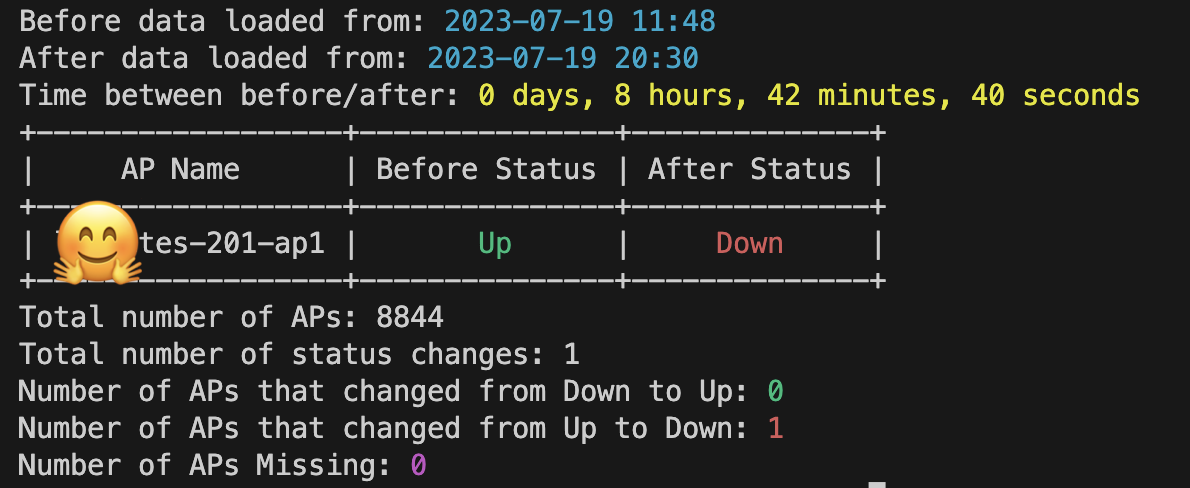 Before data loaded from: 2023-07-19 11:48
After data loaded from: 2023-07-19 20:30
Time between before/after: 0 days, 8 hours, 42 minutes, 40 seconds
+------------------+---------------+--------------+
| AP Name | Before Status | After Status |
+------------------+---------------+--------------+
| tes-201-ap1 | Up | Down |
+------------------+---------------+--------------+
Total number of APs: 8844
Total number of status changes: 1
Number of APs that changed from Down to Up: 0
Number of APs that changed from Up to Down: 1
Number of APs Missing: 0